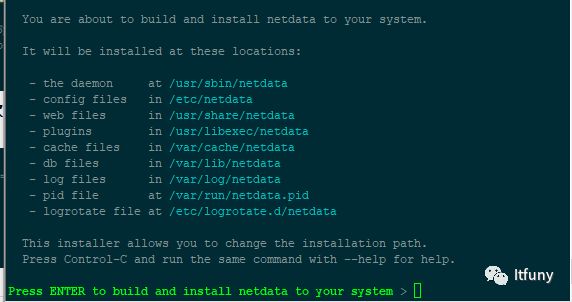 You are about to build and install netdata to your system.
It will be installed at these locations:
- the daemon at /usr/sbin/netdata
- config files in /etc/netdata
- web files in /usr/share/netdata
- plugins in /usr/libexec/netdata
- cache files in /var/cache/netdata
- db files in /var/lib/netdata
- log files in /var/log/netdata
- pid file at /var/run/netdata.pid
- logrotate file at /etc/logrotate.d/netdata
This installer allows you to change the installation path.
Press Control-C and run the same command with --help for help.
Press ENTER to build and install netdata to your system >
Itfuny